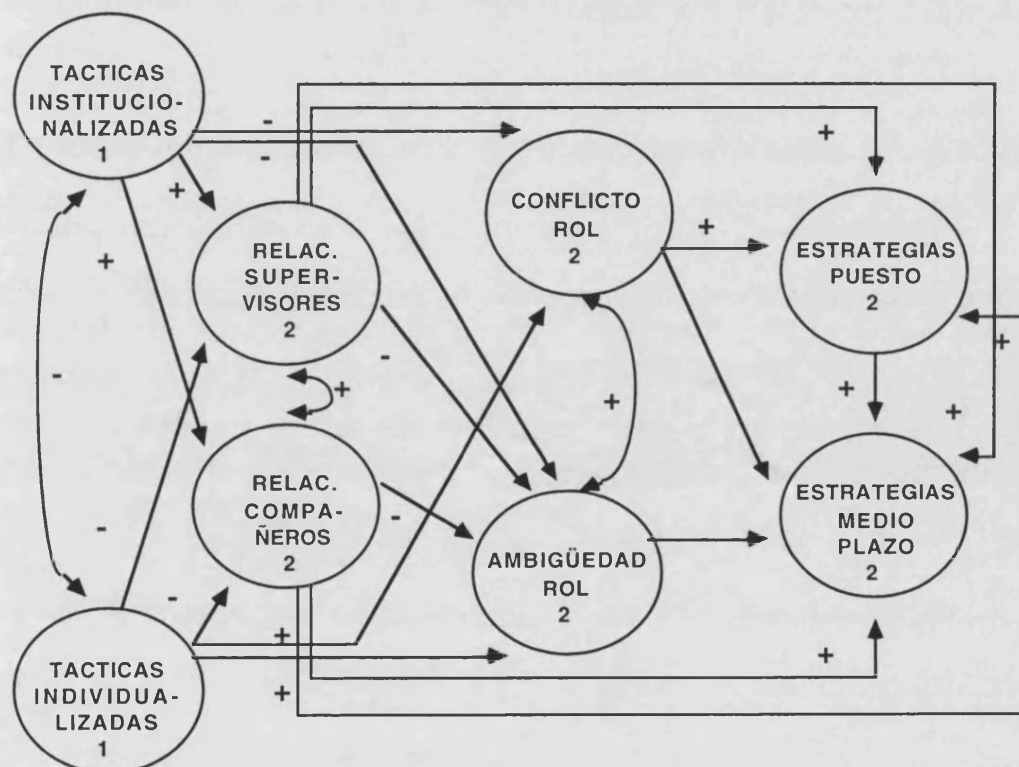 TACTICAS
INSTITUCIO-
NALIZADAS
1
-
-
+
+
-
-
-
RELAC.
SUPER-
VISORES
2
+
-
-
RELAC.
COMPA-
ÑEROS
2
TACTICAS
INDIVIDUA-
LIZADAS
1
+
+
CONFLICTO
ROL
2
+
+
AMBIGÜEDAD
ROL
2
+
ESTRATEGIAS
PUESTO
2
+
+
+
ESTRATEGIAS
MEDIO
PLAZO
2
+